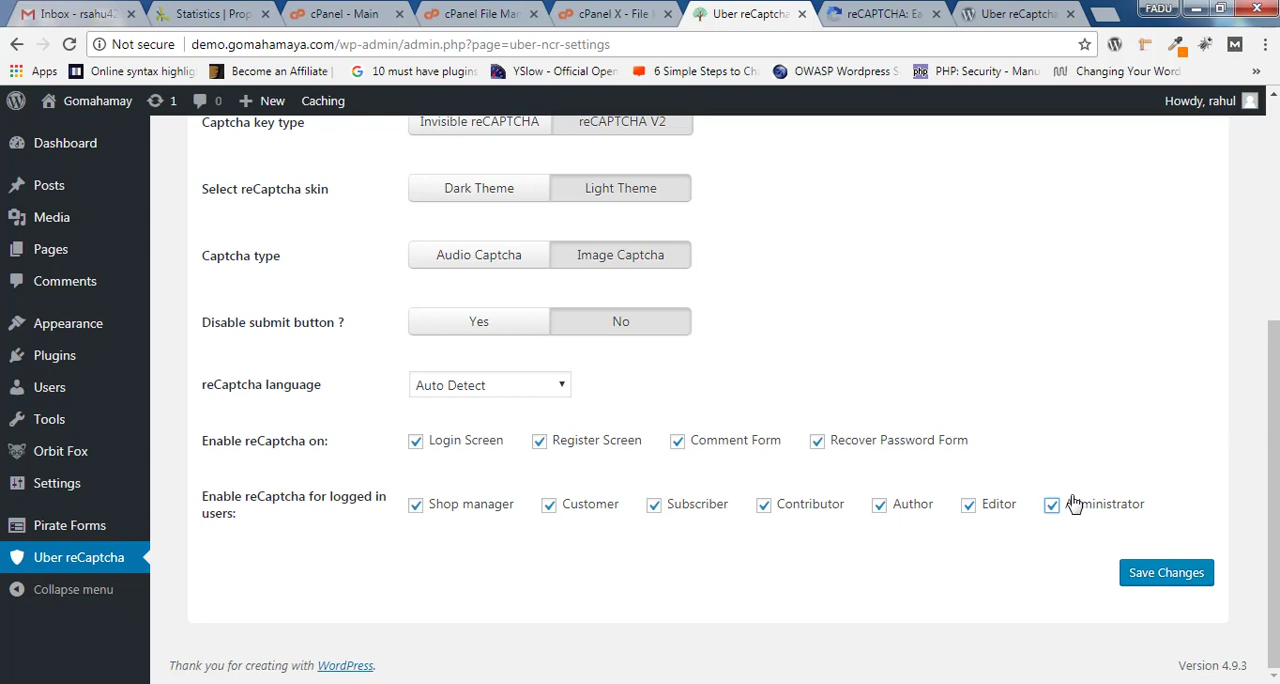 Inbox - rsahu42
Statistics | Prop
cPanel - Main
cPanel File Man
cPanel X - File M
Uber reCaptcha
reCAPTCHA: Ea
Uber reCaptcha
FADU
Not secure
demo.gomahamaya.com/wp-admin/admin.php?page=uber-ncr-settings
Apps
Online syntax highlig
Become an Affiliate |
10 must have plugins
YSlow - Official Open
6 Simple Steps to Ch
OWASP Wordpress S
PHP: Security - Manu
Changing Your Word
»
Gomahamay
1
0
New
Caching
Howdy, rahul
Dashboard
Posts
Media
Pages
Comments
Appearance
Plugins
Users
Tools
Orbit Fox
Settings
Pirate Forms
Uber reCaptcha
Collapse menu
Captcha key type
Invisible reCAPTCHA
reCAPTCHA V2
Select reCaptcha skin
Dark Theme
Light Theme
Captcha type
Audio Captcha
Image Captcha
Disable submit button ?
Yes
No
reCaptcha language
Auto Detect
Enable reCaptcha on:
Login Screen
Register Screen
Comment Form
Recover Password Form
Enable reCaptcha for logged in
users:
Shop manager
Customer
Subscriber
Contributor
Author
Editor
Administrator
Save Changes
Thank you for creating with WordPress.
Version 4.9.3